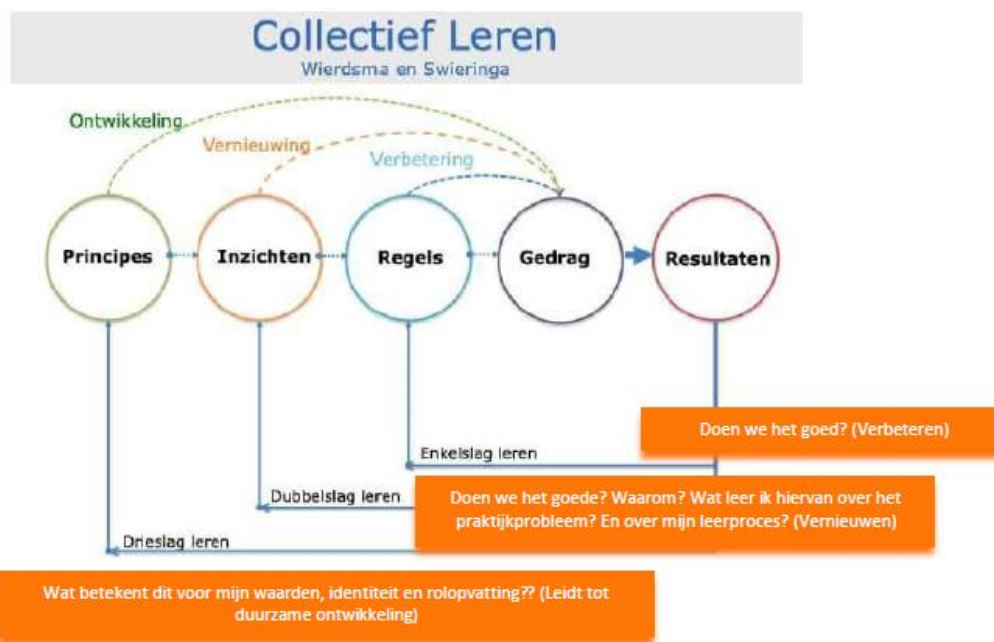 Collectief Leren
Wierdsma en Swieringa
Ontwikkeling
Vernieuwing
Verbetering
Principes
Inzichten
Regels
Gedrag
Resultaten
Doen we het goed? (Verbeteren)
Enkelslag leren
Dubbelslag leren
Doen we het goede? Waarom? Wat leer ik hiervan over het
praktijkprobleem? En over mijn leerproces? (Vernieuwen)
Drieslag leren
Wat betekent dit voor mijn waarden, identiteit en rolopvatting?? (Leidt tot
duurzame ontwikkeling)